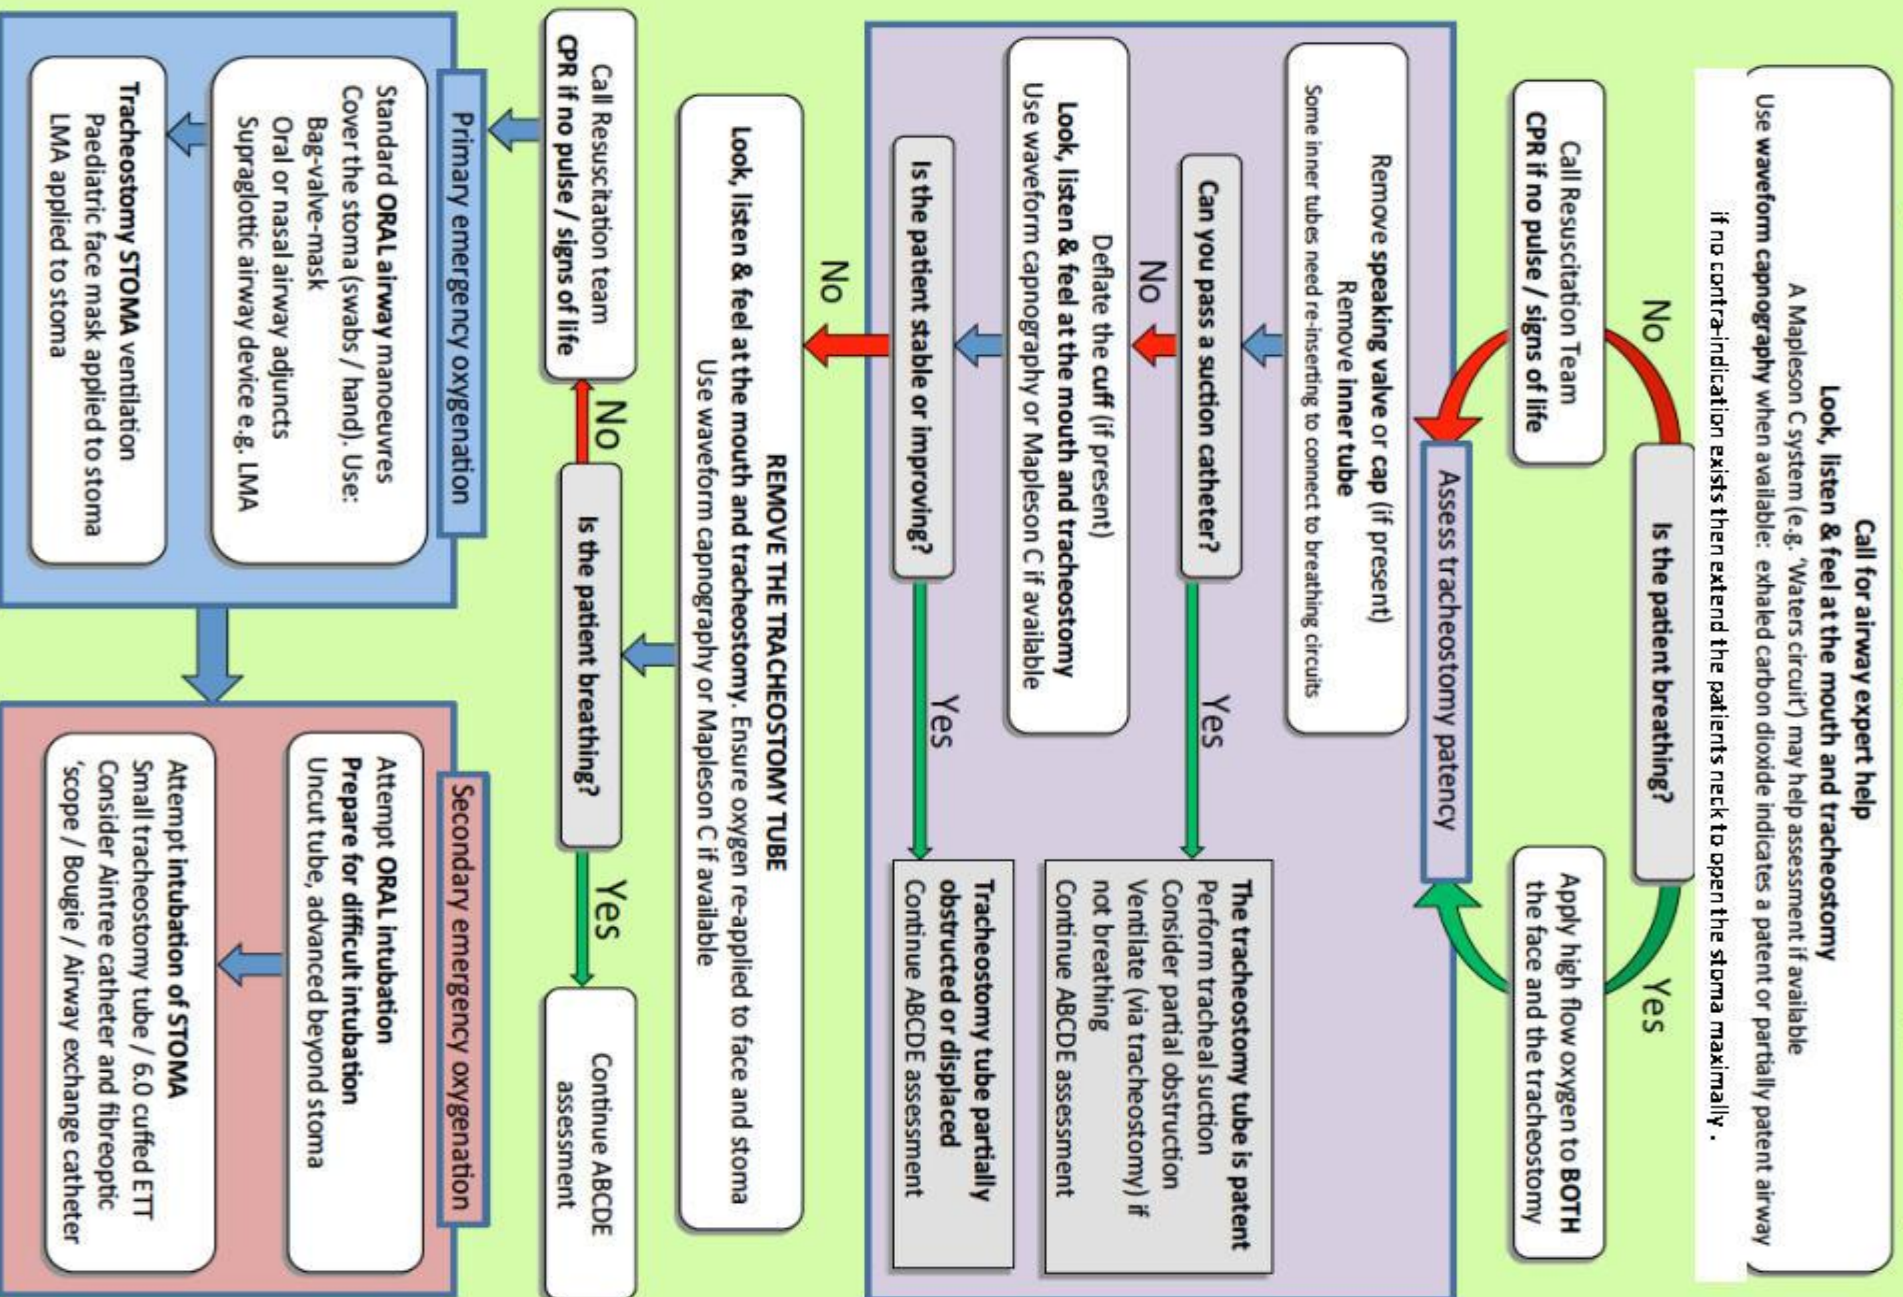 Call for airway expert help
Look, listen & feel at the mouth and tracheostomy
A Mapleson C system (e.g. 'Waters circuit') may help assessment if available
Use waveform capnography when available: exhaled carbon dioxide indicates a patent or partially patent airway
if no contra-indication exists then extend the patients neck to open the stoma maximally.
Is the patient breathing?
No
Yes
Call Resuscitation Team
CPR if no pulse / signs of life
Apply high flow oxygen to BOTH
the face and the tracheostomy
Assess tracheostomy patency
Remove speaking valve or cap (if present)
Remove inner tube
Some inner tubes need re-inserting to connect to breathing circuits
Can you pass a suction catheter?
Yes
The tracheostomy tube is patent
Perform tracheal suction
Consider partial obstruction
Ventilate (via tracheostomy) if
not breathing
Continue ABCDE assessment
No
Deflate the cuff (if present)
Look, listen & feel at the mouth and tracheostomy
Use waveform capnography or Mapleson C if available
Is the patient stable or improving?
Yes
Tracheostomy tube partially
obstructed or displaced
Continue ABCDE assessment
No
REMOVE THE TRACHEOSTOMY TUBE
Look, listen & feel at the mouth and tracheostomy. Ensure oxygen re-applied to face and stoma
Use waveform capnography or Mapleson C if available
Is the patient breathing?
No
Yes
Call Resuscitation team
CPR if no pulse / signs of life
Continue ABCDE
assessment
Primary emergency oxygenation
Standard ORAL airway manoeuvres
Cover the stoma (swabs / hand). Use:
Bag-valve-mask
Oral or nasal airway adjuncts
Supraglottic airway device e.g. LMA
Tracheostomy STOMA ventilation
Paediatric face mask applied to stoma
LMA applied to stoma
Secondary emergency oxygenation
Attempt ORAL intubation
Prepare for difficult intubation
Uncut tube, advanced beyond stoma
Attempt intubation of STOMA
Small tracheostomy tube / 6.0 cuffed ETT
Consider Aintree catheter and fibreoptic
'scope / Bougie / Airway exchange catheter